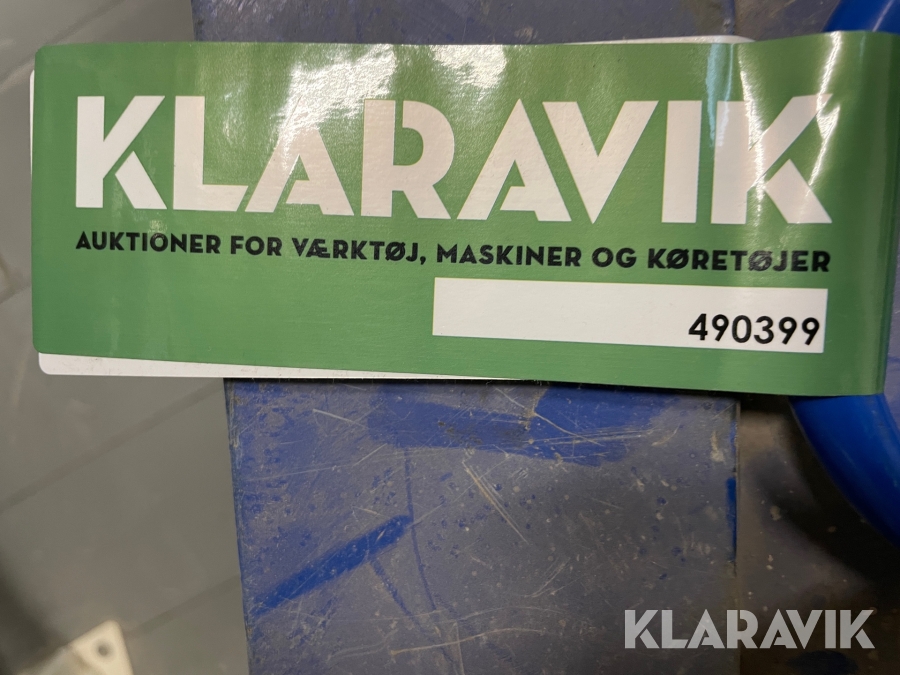 KLARAVIK
AUKTIONER FOR VÆRKTØJ, MASKINER OG KØRETØJER
490399
KLARAVIK